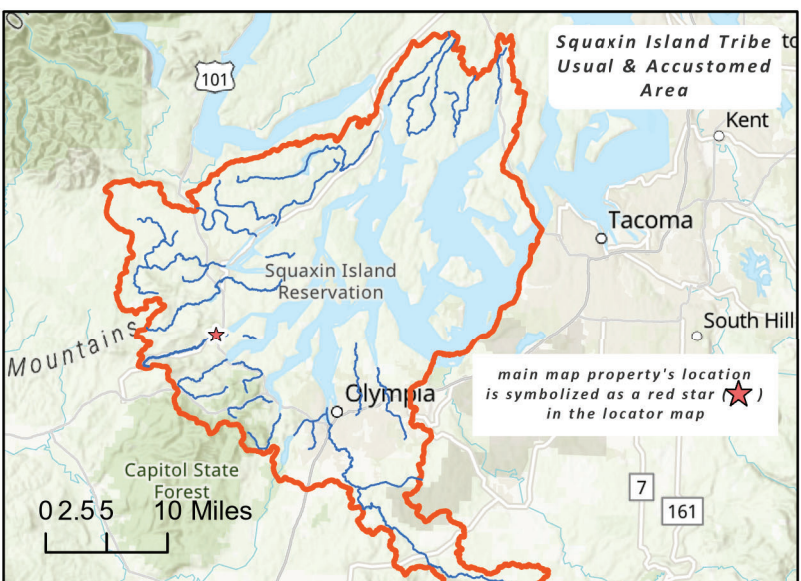 Squaxin Island Tribe
Usual & Accustomed
Area
101
Kent
Tacoma
Squaxin Island
Reservation
South Hill
Mountains
main map property's location
is symbolized as a red star ( )
in the locator map
Olympia
Capitol State
Forest
7
161
0 2.5 5 10 Miles